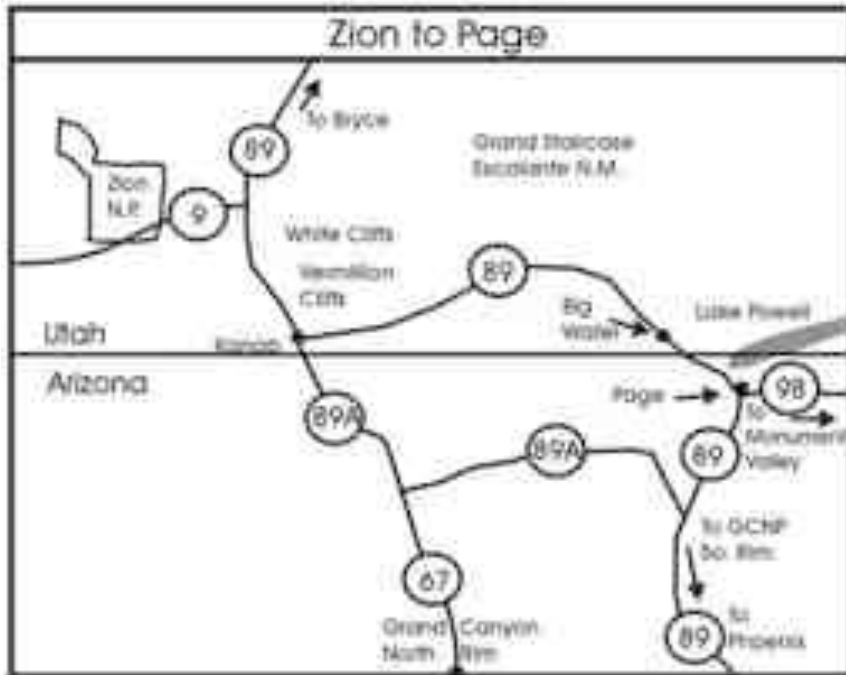 Zion to Page
To Bryce
89
Grand Staircase
Escalante N.M.
Zion
N.P.
9
White Cliffs
Vermilion
Cliffs
89
Big
Water
Lake Powell
Utah
Kanab
Arizona
Page
98
To
Monument
Valley
89A
89A
89
To GCNP
So. Rim
67
Grand Canyon
North Rim
89
To
Phoenix